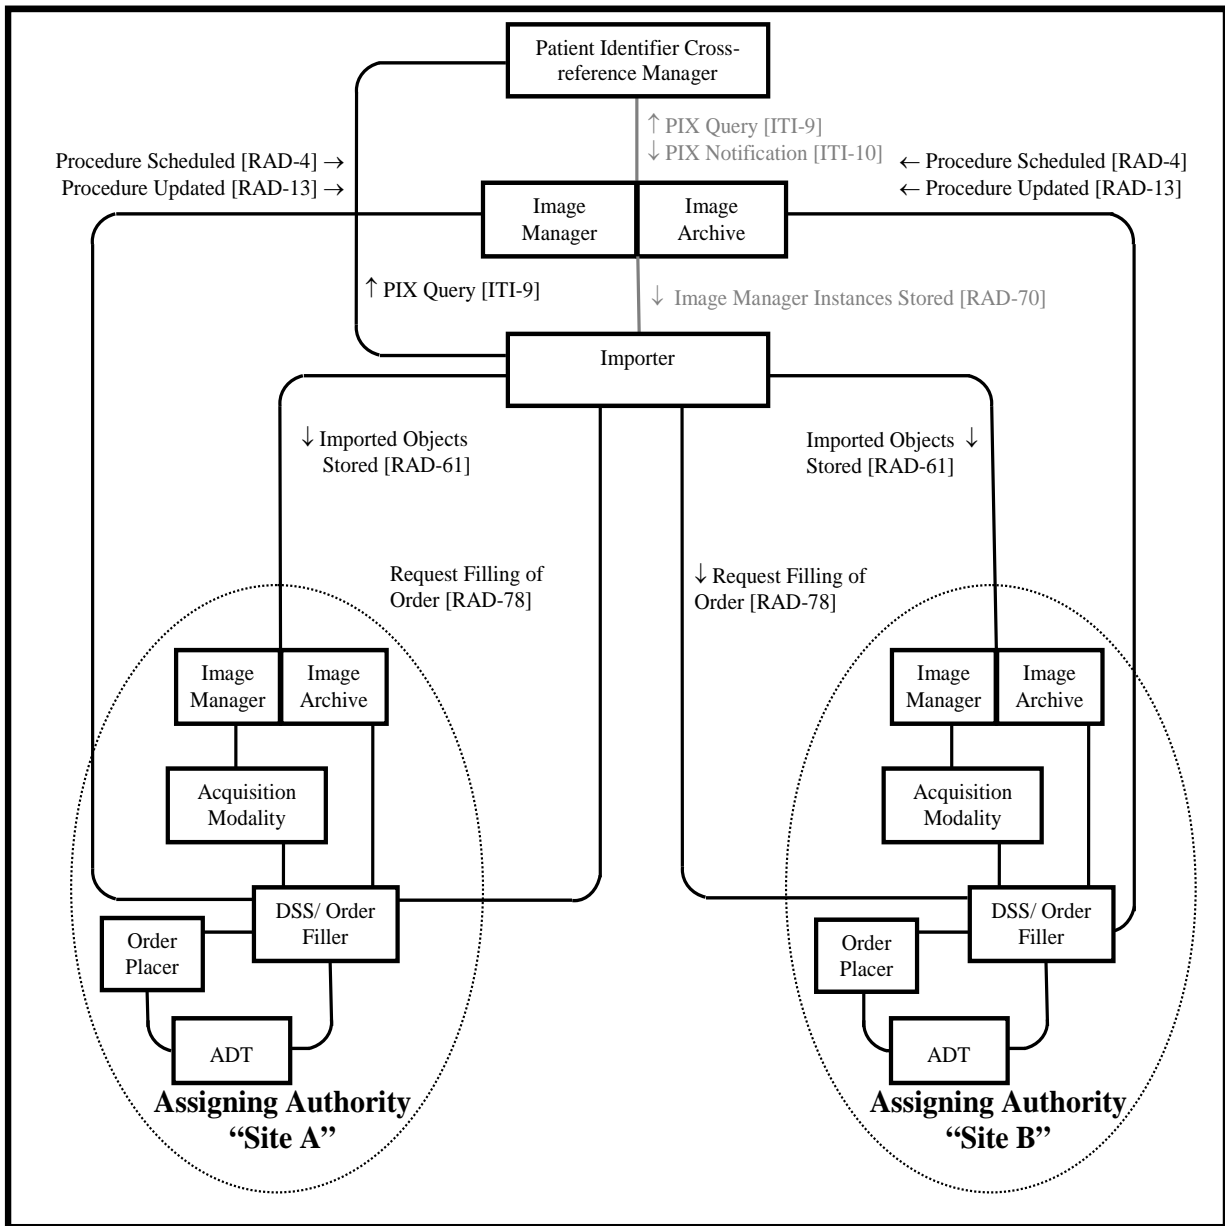 Patient Identifier Cross-
reference Manager
↑ PIX Query [ITI-9]
↓ PIX Notification [ITI-10]
Procedure Scheduled [RAD-4] →
Procedure Updated [RAD-13] →
← Procedure Scheduled [RAD-4]
← Procedure Updated [RAD-13]
Image
Manager
Image
Archive
↑ PIX Query [ITI-9]
↓ Image Manager Instances Stored [RAD-70]
Importer
↓ Imported Objects
Stored [RAD-61]
Imported Objects ↓
Stored [RAD-61]
Request Filling of
Order [RAD-78]
↓ Request Filling of
Order [RAD-78]
Image
Manager
Image
Archive
Acquisition
Modality
DSS/ Order
Filler
Order
Placer
ADT
Assigning Authority
“Site A”
Image
Manager
Image
Archive
Acquisition
Modality
DSS/ Order
Filler
Order
Placer
ADT
Assigning Authority
“Site B”